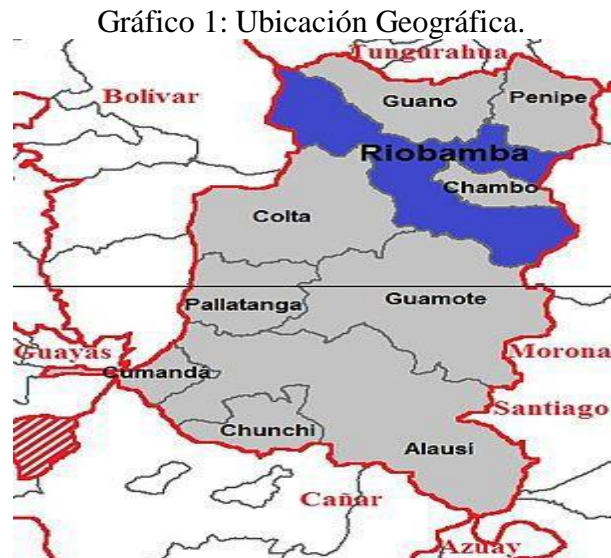 Gráfico 1: Ubicación Geográfica.
Tungurahua
Bolívar
Guano
Penipe
Riobamba
Chambo
Colta
Pallatanga
Guamote
Guayas
Morona
Cumandá
Santiago
Chunchi
Alausí
Cañar
Azuay